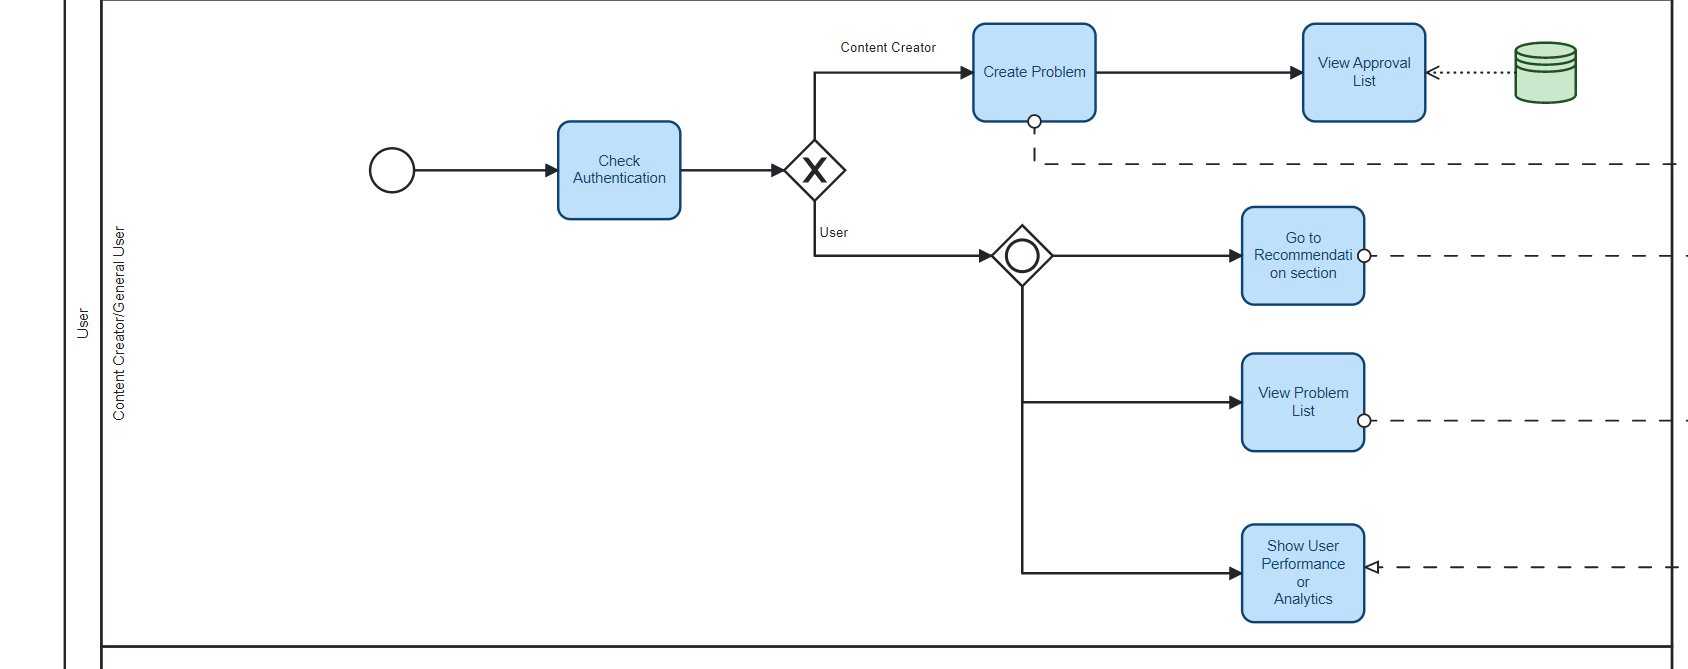 User
Content Creator/General User
Check
Authentication
X
Content Creator
User
Create Problem
View Approval
List
Go to
Recommendati
on section
View Problem
List
Show User
Performance
or
Analytics